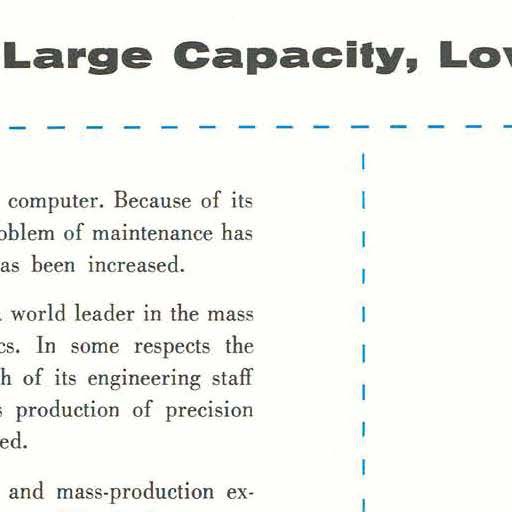 Large Capacity, Lo
computer. Because of its
oblem of maintenance has
as been increased.
world leader in the mass
cs. In some respects the
h of its engineering staff
production of precision
ed.
and mass-production ex-